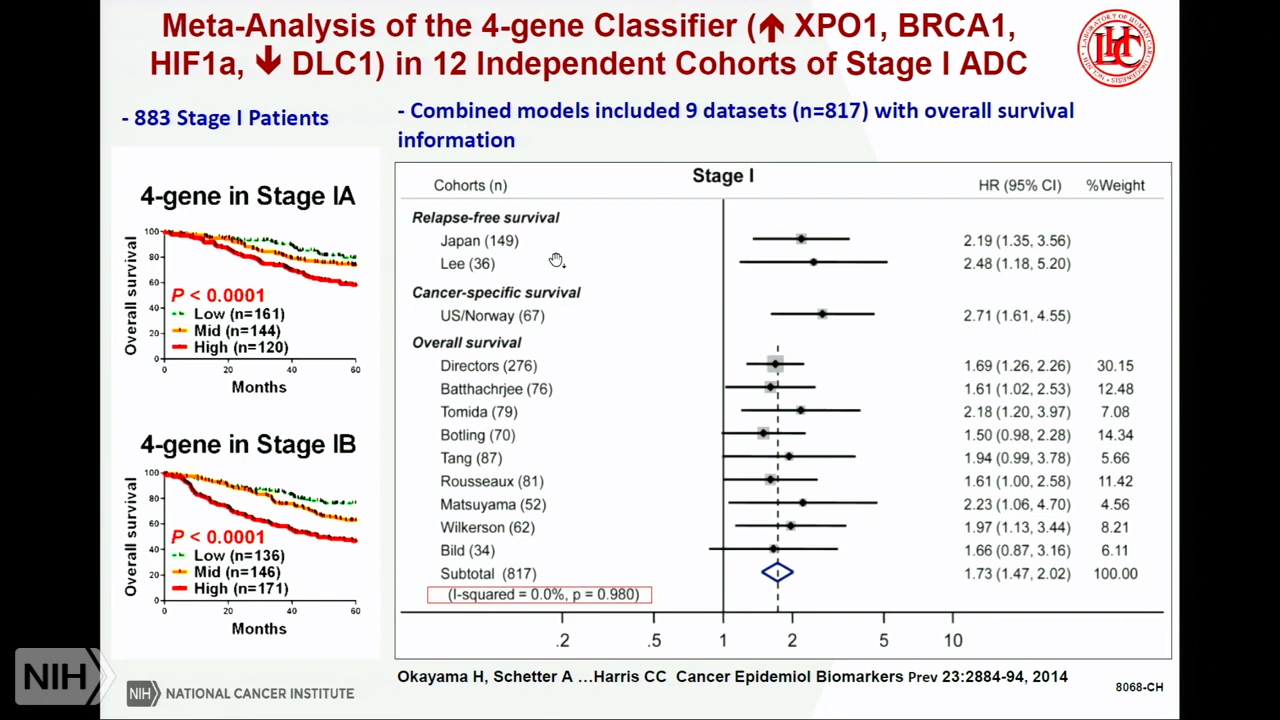 Meta-Analysis of the 4-gene Classifier (↑ XPO1, BRCA1,
HIF1a, ↓ DLC1) in 12 Independent Cohorts of Stage I ADC
- 883 Stage I Patients
- Combined models included 9 datasets (n=817) with overall survival
information
4-gene in Stage IA
Overall survival
100
80
60
40
20
0
P < 0.0001
Low (n=161)
Mid (n=144)
High (n=120)
0 20 40 60
Months
4-gene in Stage IB
Overall survival
100
80
60
40
20
0
P < 0.0001
Low (n=136)
Mid (n=146)
High (n=171)
0 20 40 60
Months
Stage I
Cohorts (n) HR (95% CI) %Weight
Relapse-free survival
Japan (149) 2.19 (1.35, 3.56)
Lee (36) 2.48 (1.18, 5.20)
Cancer-specific survival
US/Norway (67) 2.71 (1.61, 4.55)
Overall survival
Directors (276) 1.69 (1.26, 2.26) 30.15
Batthachrjee (76) 1.61 (1.02, 2.53) 12.48
Tomida (79) 2.18 (1.20, 3.97) 7.08
Botling (70) 1.50 (0.98, 2.28) 14.34
Tang (87) 1.94 (0.99, 3.78) 5.66
Rousseaux (81) 1.61 (1.00, 2.58) 11.42
Matsuyama (52) 2.23 (1.06, 4.70) 4.56
Wilkerson (62) 1.97 (1.13, 3.44) 8.21
Bild (34) 1.66 (0.87, 3.16) 6.11
Subtotal (817) 1.73 (1.47, 2.02) 100.00
(I-squared = 0.0%, p = 0.980)
.2 .5 1 2 5 10
Okayama H, Schetter A ...Harris CC Cancer Epidemiol Biomarkers Prev 23:2884-94, 2014
8068-CH
NIH
NIH NATIONAL CANCER INSTITUTE